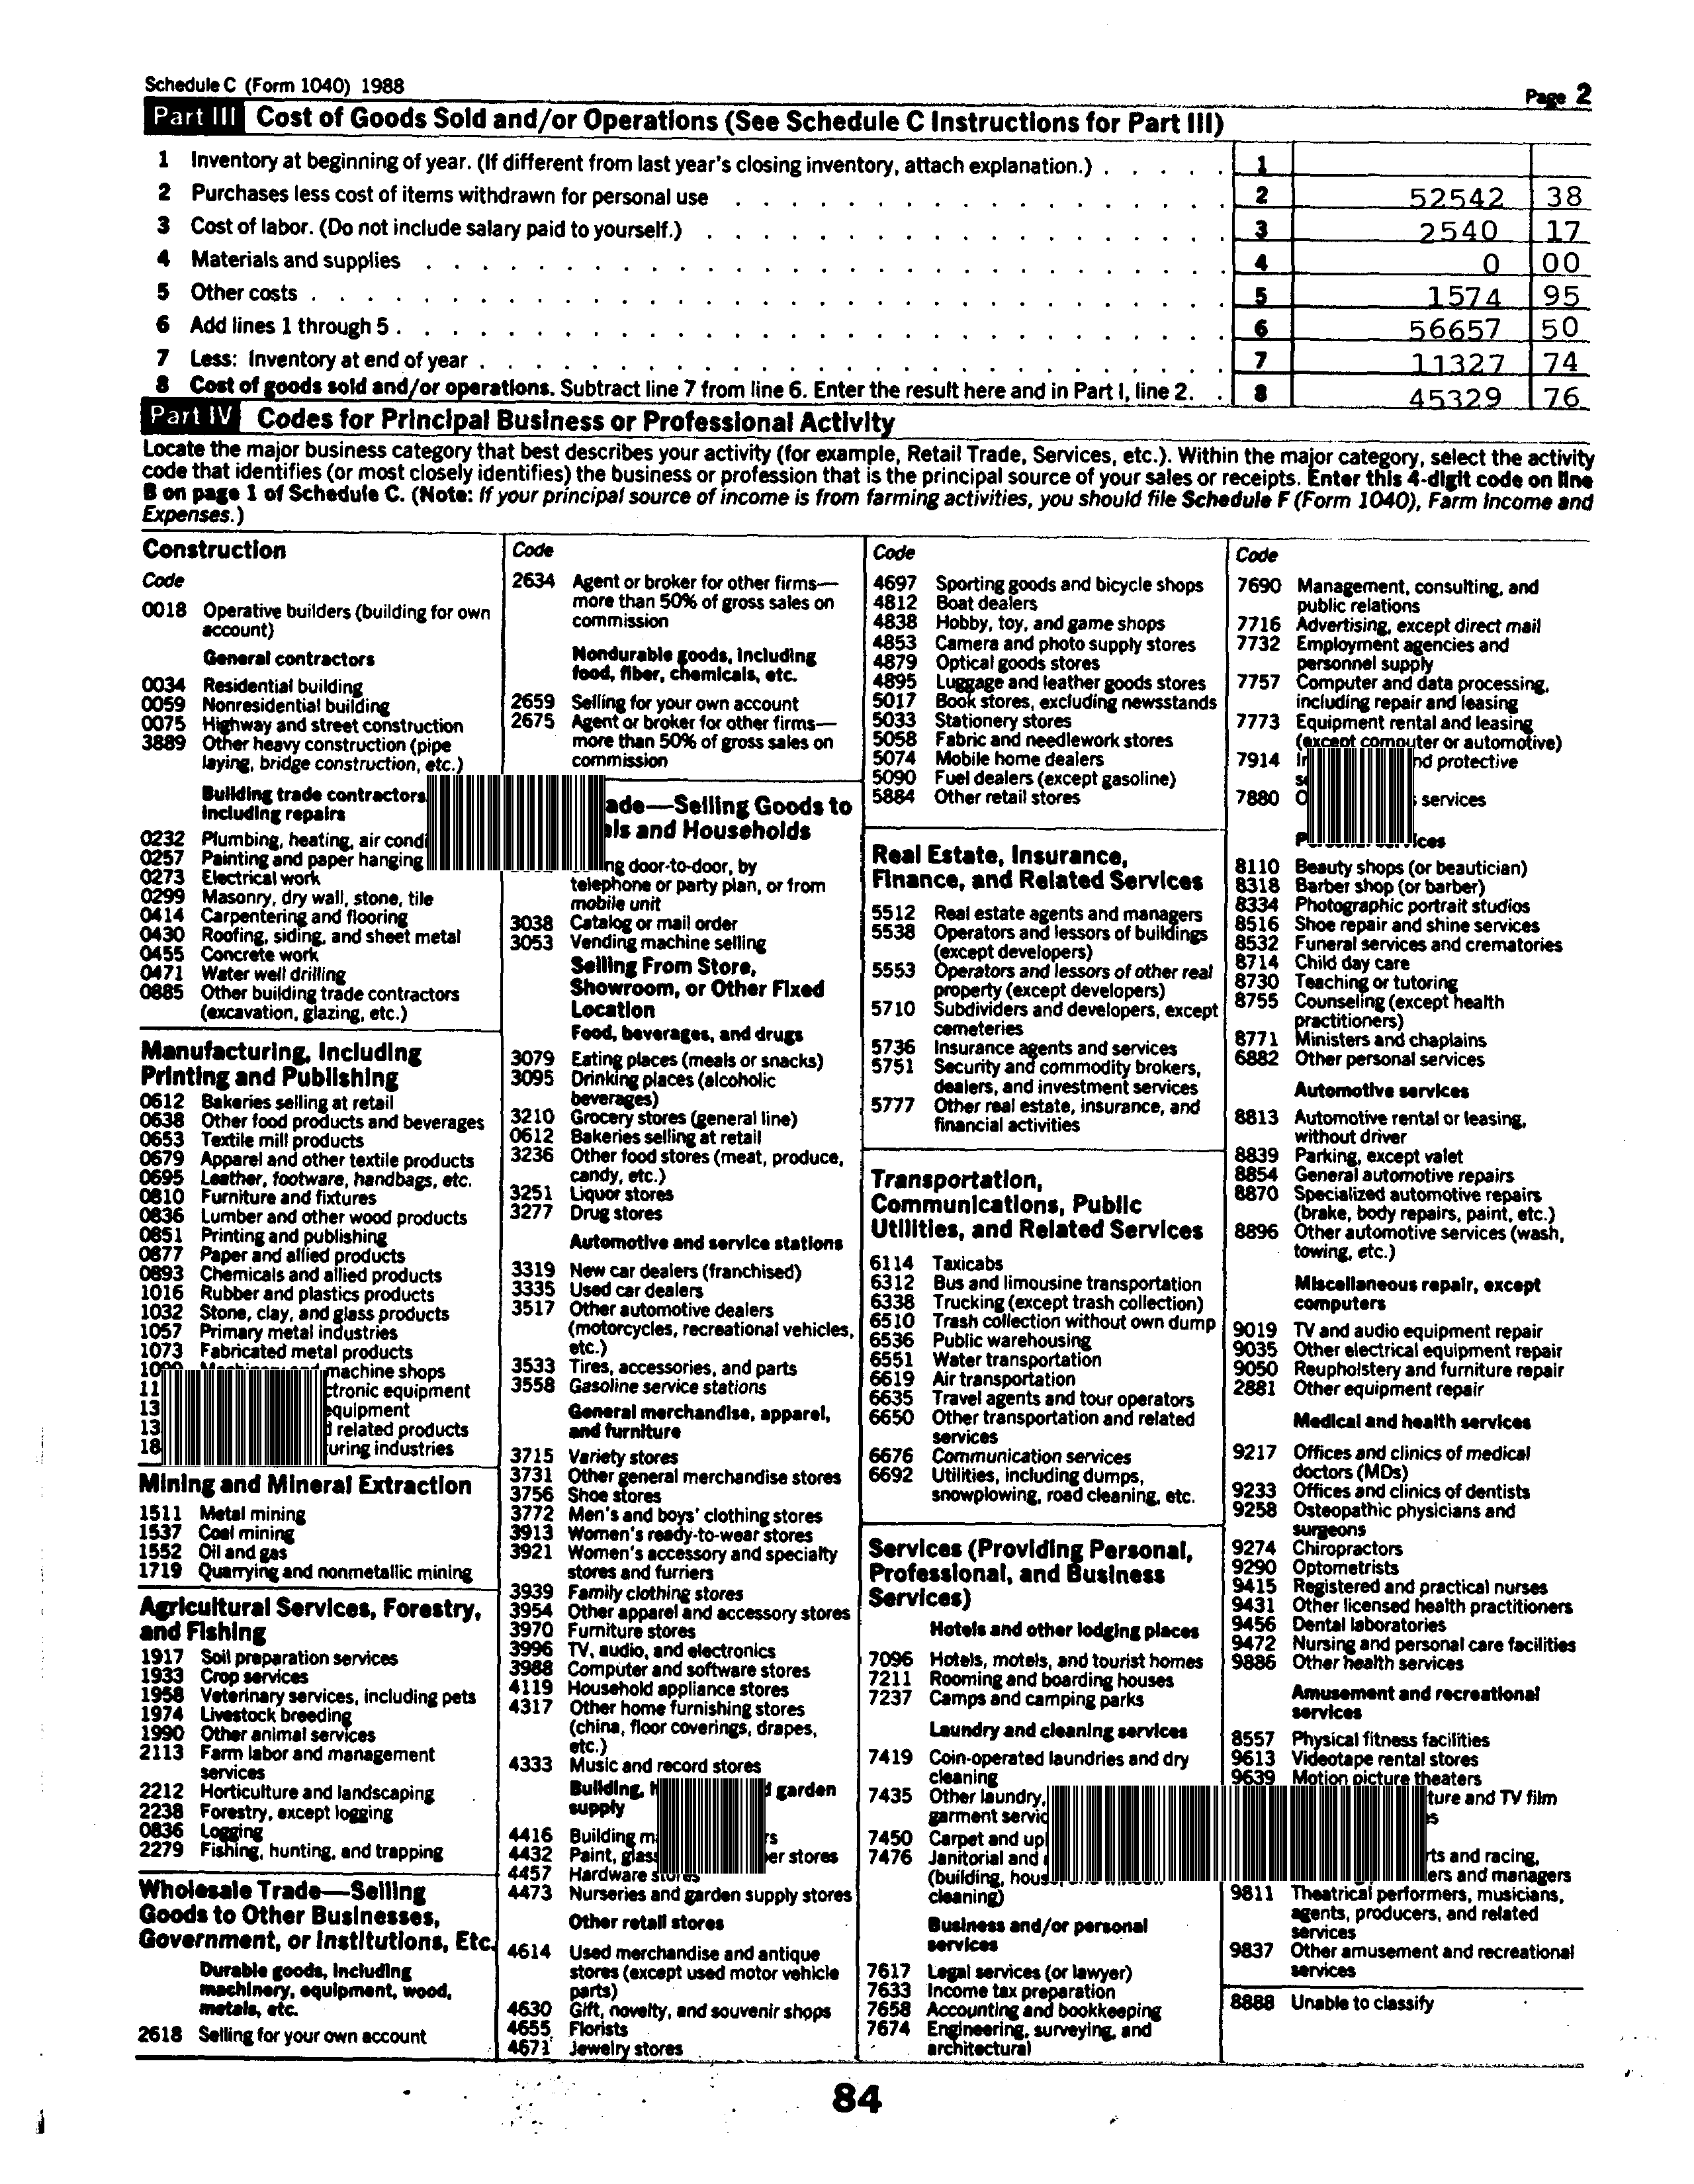 Schedule C (Form 1040) 1988
Page 2
Part III Cost of Goods Sold and/or Operations (See Schedule C Instructions for Part III)
1 Inventory at beginning of year. (If different from last year's closing inventory, attach explanation.) . . . . . 1
2 Purchases less cost of items withdrawn for personal use 2 52542 38
3 Cost of labor. (Do not include salary paid to yourself.) 3 2540 17
4 Materials and supplies 4 0 00
5 Other costs 5 1574 95
6 Add lines 1 through 5 6 56657 50
7 Less: Inventory at end of year 7 11327 74
8 Cost of goods sold and/or operations. Subtract line 7 from line 6. Enter the result here and in Part I, line 2. 8 45329 76
Part IV Codes for Principal Business or Professional Activity
Locate the major business category that best describes your activity (for example, Retail Trade, Services, etc.). Within the major category, select the activity
code that identifies (or most closely identifies) the business or profession that is the principal source of your sales or receipts. Enter this 4-digit code on line
B on page 1 of Schedule C. (Note: If your principal source of income is from farming activities, you should file Schedule F (Form 1040), Farm Income and
Expenses.)
Construction
Code
0018 Operative builders (building for own
account)
General contractors
0034 Residential building
0059 Nonresidential building
0075 Highway and street construction
3889 Other heavy construction (pipe
laying, bridge construction, etc.)
Building trade contractors
including repairs
0232 Plumbing, heating, air
0257 Painting and paper hanging
0273 Electrical work
0299 Masonry, dry wall, stone, tile
0414 Carpentering and flooring
0430 Roofing, siding, and sheet metal
0455 Concrete work
0471 Water well drilling
0885 Other building trade contractors
(excavation, glazing, etc.)
Manufacturing, Including
Printing and Publishing
0612 Bakeries selling at retail
0638 Other food products and beverages
0653 Textile mill products
0679 Apparel and other textile products
0695 Leather, footware, handbags, etc.
0810 Furniture and fixtures
0836 Lumber and other wood products
0851 Printing and publishing
0877 Paper and allied products
0893 Chemicals and allied products
1016 Rubber and plastics products
1032 Stone, clay, and glass products
1057 Primary metal industries
1073 Fabricated metal products
machine shops
equipment
equipment
related products
industries
Mining and Mineral Extraction
1511 Metal mining
1537 Coal mining
1552 Oil and gas
1719 Quarrying and nonmetallic mining
Agricultural Services, Forestry,
and Fishing
1917 Soil preparation services
1933 Crop services
1958 Veterinary services, including pets
1974 Livestock breeding
1990 Other animal services
2113 Farm labor and management
services
2212 Horticulture and landscaping
2238 Forestry, except logging
0836 Logging
2279 Fishing, hunting, and trapping
Wholesale Trade—Selling
Goods to Other Businesses,
Government, or Institutions, Etc.
Durable goods, including
machinery, equipment, wood,
metals, etc.
2618 Selling for your own account
Code
2634 Agent or broker for other firms—
more than 50% of gross sales on
commission
Nondurable goods, including
food, fiber, chemicals, etc.
2659 Selling for your own account
2675 Agent or broker for other firms—
more than 50% of gross sales on
commission
Selling Goods to
and Households
door-to-door, by
telephone or party plan, or from
mobile unit
3038 Catalog or mail order
3053 Vending machine selling
Selling From Store,
Showroom, or Other Fixed
Location
Food, beverages, and drugs
3079 Eating places (meals or snacks)
3095 Drinking places (alcoholic
beverages)
3210 Grocery stores (general line)
0612 Bakeries selling at retail
3236 Other food stores (meat, produce,
candy, etc.)
3251 Liquor stores
3277 Drug stores
Automotive and service stations
3319 New car dealers (franchised)
3335 Used car dealers
3517 Other automotive dealers
(motorcycles, recreational vehicles,
etc.)
3533 Tires, accessories, and parts
3558 Gasoline service stations
General merchandise, apparel,
and furniture
3715 Variety stores
3731 Other general merchandise stores
3756 Shoe stores
3772 Men's and boys' clothing stores
3913 Women's ready-to-wear stores
3921 Women's accessory and specialty
stores and furriers
3939 Family clothing stores
3954 Other apparel and accessory stores
3970 Furniture stores
3996 TV, audio, and electronics
3988 Computer and software stores
4119 Household appliance stores
4317 Other home furnishing stores
(china, floor coverings, drapes,
etc.)
4333 Music and record stores
Building, garden
supply
4416 Building
4432 Paint, stores
4457 Hardware stores
4473 Nurseries and garden supply stores
Other retail stores
4614 Used merchandise and antique
stores (except used motor vehicle
parts)
4630 Gift, novelty, and souvenir shops
4655 Florists
4671 Jewelry stores
Code
4697 Sporting goods and bicycle shops
4812 Boat dealers
4838 Hobby, toy, and game shops
4853 Camera and photo supply stores
4879 Optical goods stores
4895 Luggage and leather goods stores
5017 Book stores, excluding newsstands
5033 Stationery stores
5058 Fabric and needlework stores
5074 Mobile home dealers
5090 Fuel dealers (except gasoline)
5884 Other retail stores
Real Estate, Insurance,
Finance, and Related Services
5512 Real estate agents and managers
5538 Operators and lessors of buildings
(except developers)
5553 Operators and lessors of other real
property (except developers)
5710 Subdividers and developers, except
cemeteries
5736 Insurance agents and services
5751 Security and commodity brokers,
dealers, and investment services
5777 Other real estate, insurance, and
financial activities
Transportation,
Communications, Public
Utilities, and Related Services
6114 Taxicabs
6312 Bus and limousine transportation
6338 Trucking (except trash collection)
6510 Trash collection without own dump
6536 Public warehousing
6551 Water transportation
6619 Air transportation
6635 Travel agents and tour operators
6650 Other transportation and related
services
6676 Communication services
6692 Utilities, including dumps,
snowplowing, road cleaning, etc.
Services (Providing Personal,
Professional, and Business
Services)
Hotels and other lodging places
7096 Hotels, motels, and tourist homes
7211 Rooming and boarding houses
7237 Camps and camping parks
Laundry and cleaning services
7419 Coin-operated laundries and dry
cleaning
7435 Other laundry,
garment
7450 Carpet and
7476 Janitorial and
(building,
cleaning)
Business and/or personal
services
7617 Legal services (or lawyer)
7633 Income tax preparation
7658 Accounting and bookkeeping
7674 Engineering, surveying, and
architectural
Code
7690 Management, consulting, and
public relations
7716 Advertising, except direct mail
7732 Employment agencies and
personnel supply
7757 Computer and data processing,
including repair and leasing
7773 Equipment rental and leasing
(except computer or automotive)
7914 protective
7880 services
8110 Beauty shops (or beautician)
8318 Barber shop (or barber)
8334 Photographic portrait studios
8516 Shoe repair and shine services
8532 Funeral services and crematories
8714 Child day care
8730 Teaching or tutoring
8755 Counseling (except health
practitioners)
8771 Ministers and chaplains
6882 Other personal services
Automotive services
8813 Automotive rental or leasing,
without driver
8839 Parking, except valet
8854 General automotive repairs
8870 Specialized automotive repairs
(brake, body repairs, paint, etc.)
8896 Other automotive services (wash,
towing, etc.)
Miscellaneous repair, except
computers
9019 TV and audio equipment repair
9035 Other electrical equipment repair
9050 Reupholstery and furniture repair
2881 Other equipment repair
Medical and health services
9217 Offices and clinics of medical
doctors (MDs)
9233 Offices and clinics of dentists
9258 Osteopathic physicians and
surgeons
9274 Chiropractors
9290 Optometrists
9415 Registered and practical nurses
9431 Other licensed health practitioners
9456 Dental laboratories
9472 Nursing and personal care facilities
9886 Other health services
Amusement and recreational
services
8557 Physical fitness facilities
9613 Videotape rental stores
9639 Motion picture theaters
and TV film
and racing,
and managers
9811 Theatrical performers, musicians,
agents, producers, and related
services
9837 Other amusement and recreational
services
8888 Unable to classify
84